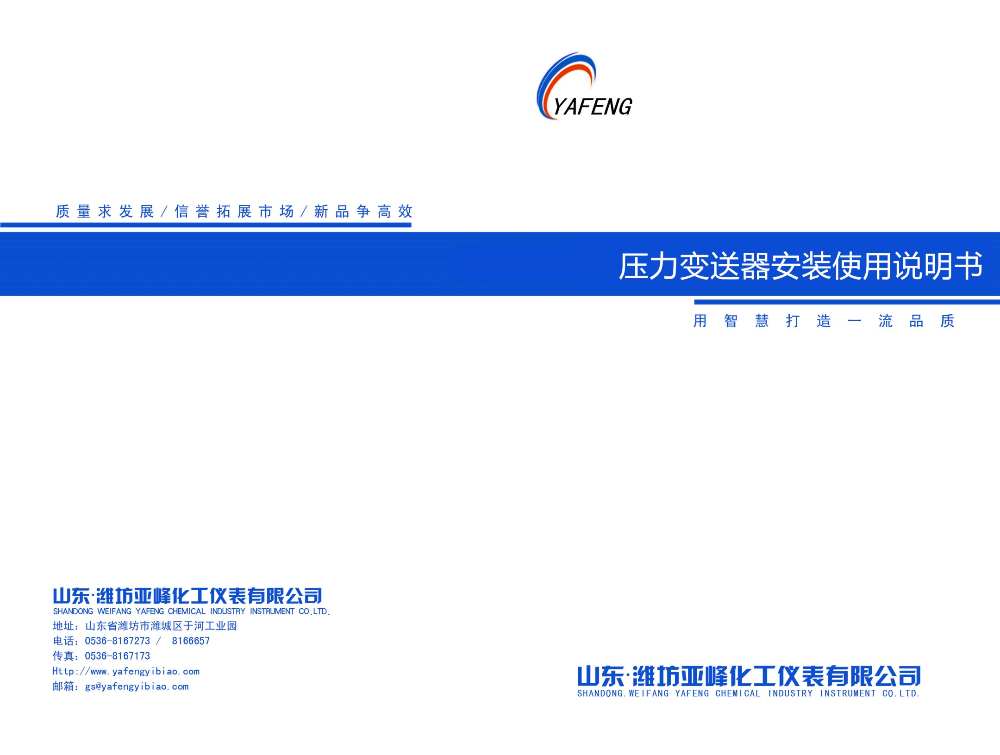 YAFENG
质量求发展/信誉拓展市场/新品争高效
压力变送器安装使用说明书
用智慧打造一流品质
山东·潍坊亚峰化工仪表有限公司
SHANDONG WEIFANG YAFENG CHEMICAL INDUSTRY INSTRUMENT CO.LTD.
地址：山东省潍坊市潍城区于河工业园
电话：0536-8167273 / 8166657
传真：0536-8167173
Http://www.yafengyibiao.com
邮箱：gs@yafengyibiao.com
山东·潍坊亚峰化工仪表有限公司
SHANDONG.WEIFANG YAFENG CHEMICAL INDUSTRY INSTRUMENT CO.LTD.